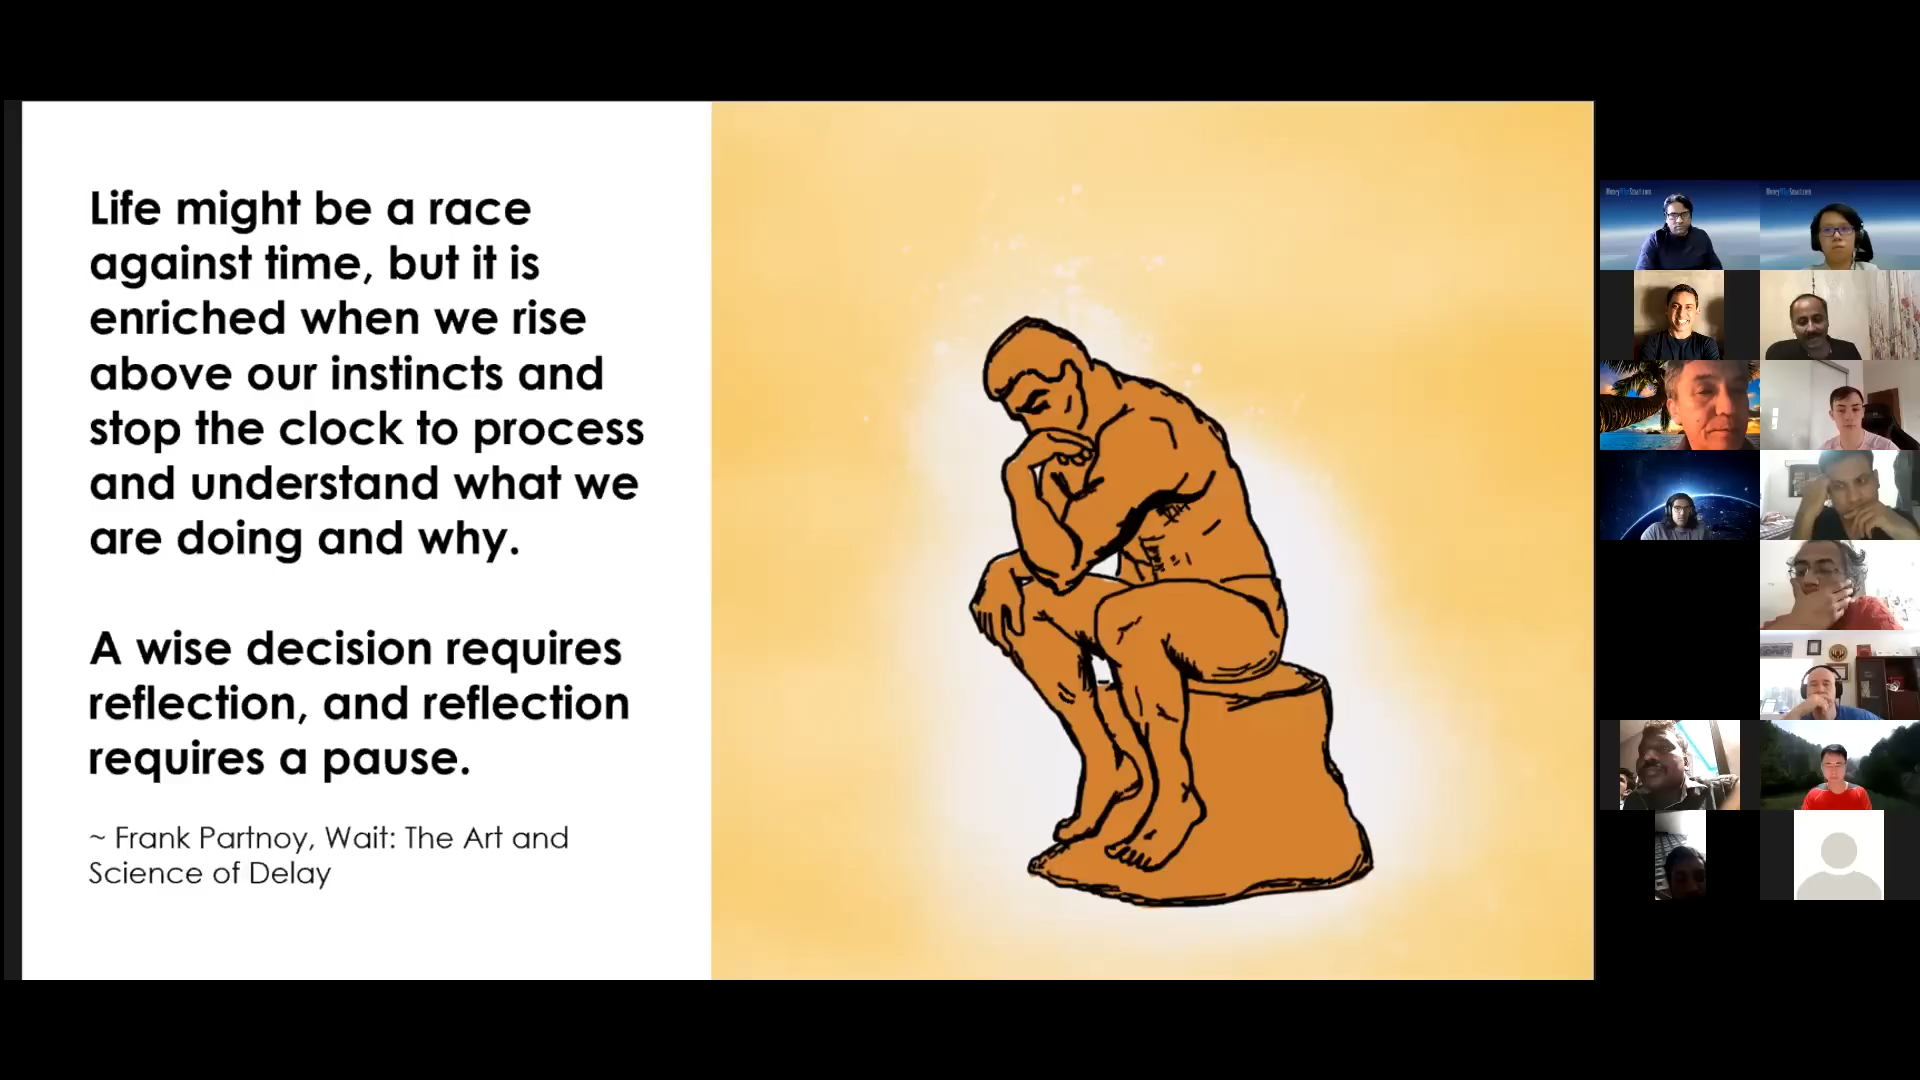 Life might be a race
against time, but it is
enriched when we rise
above our instincts and
stop the clock to process
and understand what we
are doing and why.
A wise decision requires
reflection, and reflection
requires a pause.
~ Frank Partnoy, Wait: The Art and
Science of Delay